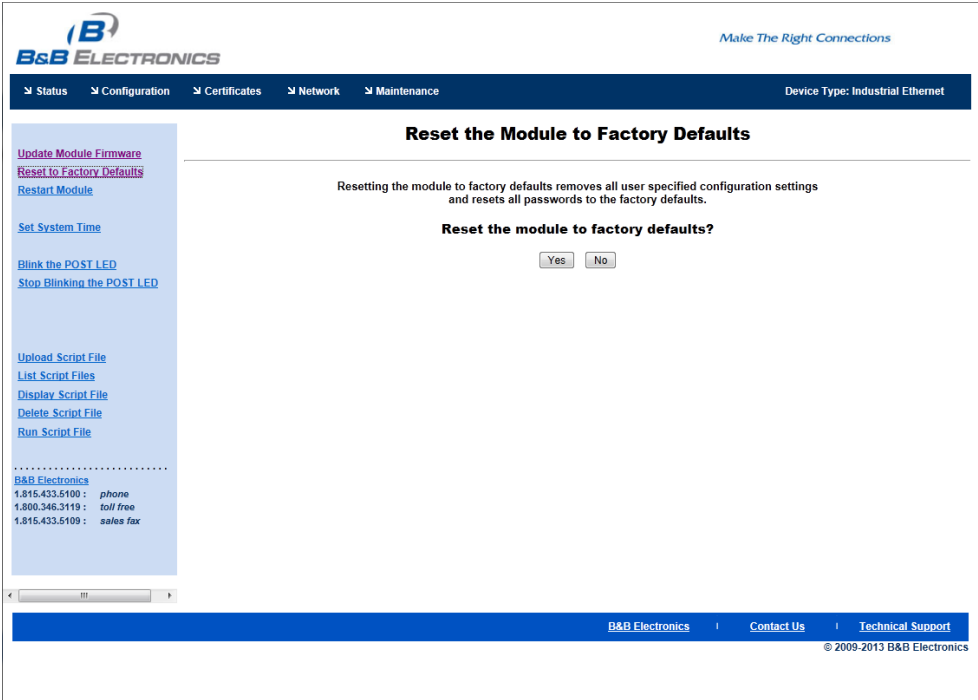 B
B&B ELECTRONICS
Make The Right Connections
Status Configuration Certificates Network Maintenance Device Type: Industrial Ethernet
Update Module Firmware
Reset to Factory Defaults
Restart Module
Set System Time
Blink the POST LED
Stop Blinking the POST LED
Upload Script File
List Script Files
Display Script File
Delete Script File
Run Script File
B&B Electronics
1.815.433.5100 : phone
1.800.346.3119 : toll free
1.815.433.5109 : sales fax
Reset the Module to Factory Defaults
Resetting the module to factory defaults removes all user specified configuration settings
and resets all passwords to the factory defaults.
Reset the module to factory defaults?
Yes No
B&B Electronics | Contact Us | Technical Support
© 2009-2013 B&B Electronics